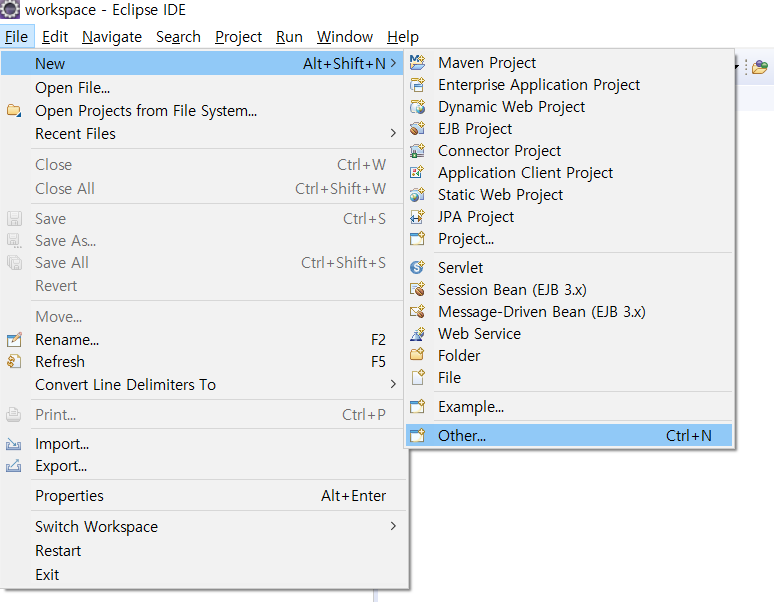 workspace - Eclipse IDE
File Edit Navigate Search Project Run Window Help
New Alt+Shift+N >
Open File...
Open Projects from File System...
Recent Files >
Close Ctrl+W
Close All Ctrl+Shift+W
Save Ctrl+S
Save As...
Save All Ctrl+Shift+S
Revert
Move...
Rename... F2
Refresh F5
Convert Line Delimiters To >
Print... Ctrl+P
Import...
Export...
Properties Alt+Enter
Switch Workspace >
Restart
Exit
Maven Project
Enterprise Application Project
Dynamic Web Project
EJB Project
Connector Project
Application Client Project
Static Web Project
JPA Project
Project...
Servlet
Session Bean (EJB 3.x)
Message-Driven Bean (EJB 3.x)
Web Service
Folder
File
Example...
Other... Ctrl+N